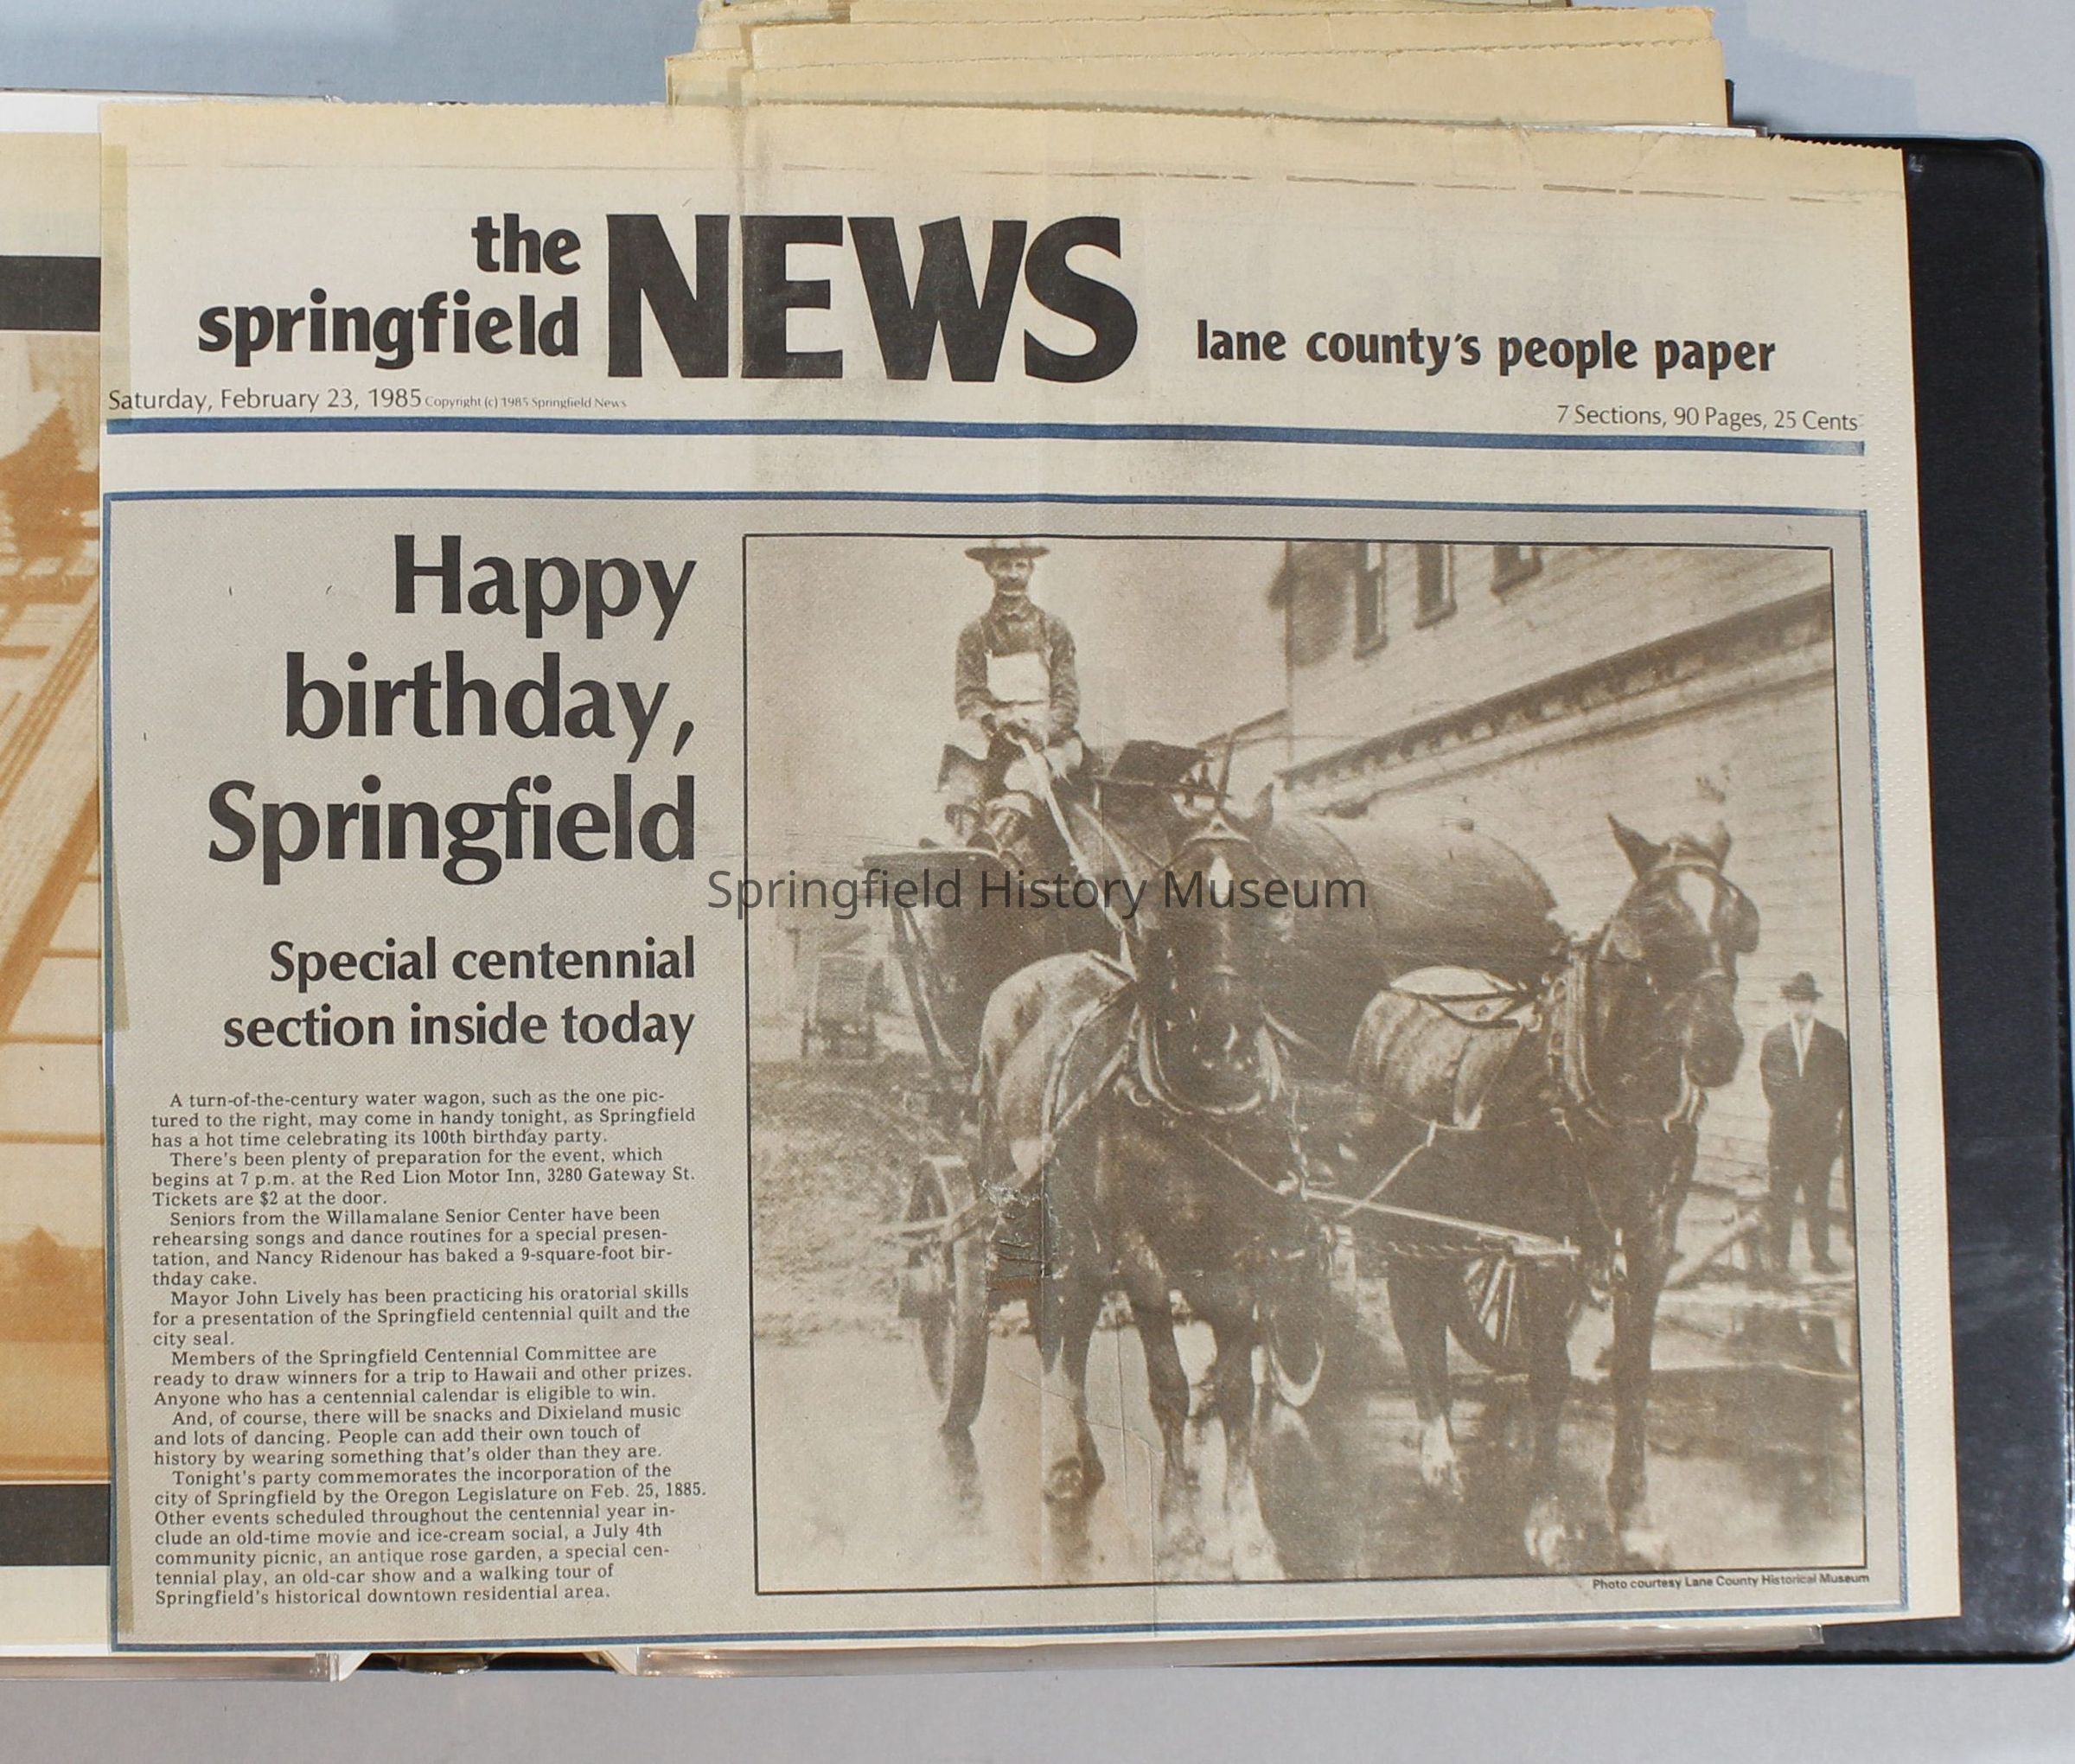 the
springfield NEWS
lane county's people paper
Saturday, February 23, 1985 Copyright (c) 1985 Springfield News
7 Sections, 90 Pages, 25 Cents
Happy
birthday,
Springfield
Special centennial
section inside today
A turn-of-the-century water wagon, such as the one pic-
tured to the right, may come in handy tonight, as Springfield
has a hot time celebrating its 100th birthday party.
There's been plenty of preparation for the event, which
begins at 7 p.m. at the Red Lion Motor Inn, 3280 Gateway St.
Tickets are $2 at the door.
Seniors from the Willamalane Senior Center have been
rehearsing songs and dance routines for a special presen-
tation, and Nancy Ridenour has baked a 9-square-foot bir-
thday cake.
Mayor John Lively has been practicing his oratorial skills
for a presentation of the Springfield centennial quilt and the
city seal.
Members of the Springfield Centennial Committee are
ready to draw winners for a trip to Hawaii and other prizes.
Anyone who has a centennial calendar is eligible to win.
And, of course, there will be snacks and Dixieland music
and lots of dancing. People can add their own touch of
history by wearing something that's older than they are.
Tonight's party commemorates the incorporation of the
city of Springfield by the Oregon Legislature on Feb. 25, 1885.
Other events scheduled throughout the centennial year in-
clude an old-time movie and ice-cream social, a July 4th
community picnic, an antique rose garden, a special cen-
tennial play, an old-car show and a walking tour of
Springfield's historical downtown residential area.
Springfield History Museum
Photo courtesy Lane County Historical Museum